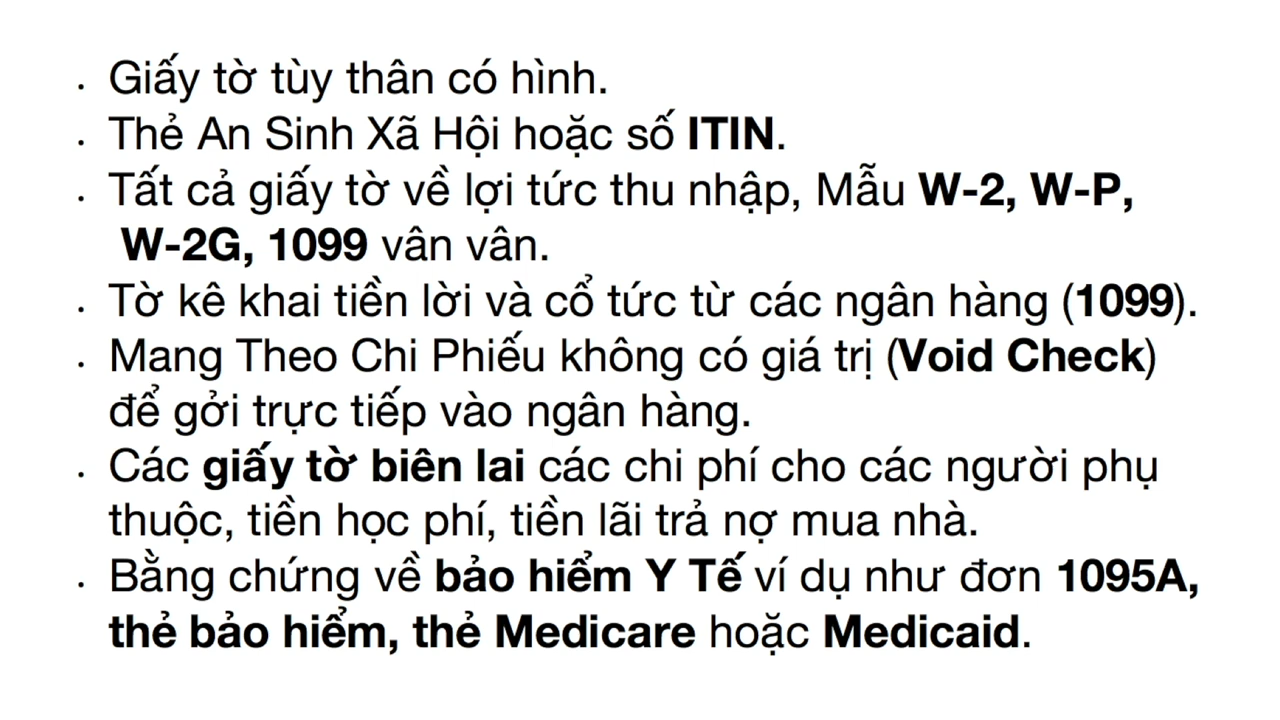 · Giấy tờ tùy thân có hình.
· Thẻ An Sinh Xã Hội hoặc số ITIN.
· Tất cả giấy tờ về lợi tức thu nhập, Mẫu W-2, W-P,
W-2G, 1099 vân vân.
· Tờ kê khai tiền lời và cổ tức từ các ngân hàng (1099).
· Mang Theo Chi Phiếu không có giá trị (Void Check)
để gởi trực tiếp vào ngân hàng.
· Các giấy tờ biên lai các chi phí cho các người phụ
thuộc, tiền học phí, tiền lãi trả nợ mua nhà.
· Bằng chứng về bảo hiểm Y Tế ví dụ như đơn 1095A,
thẻ bảo hiểm, thẻ Medicare hoặc Medicaid.